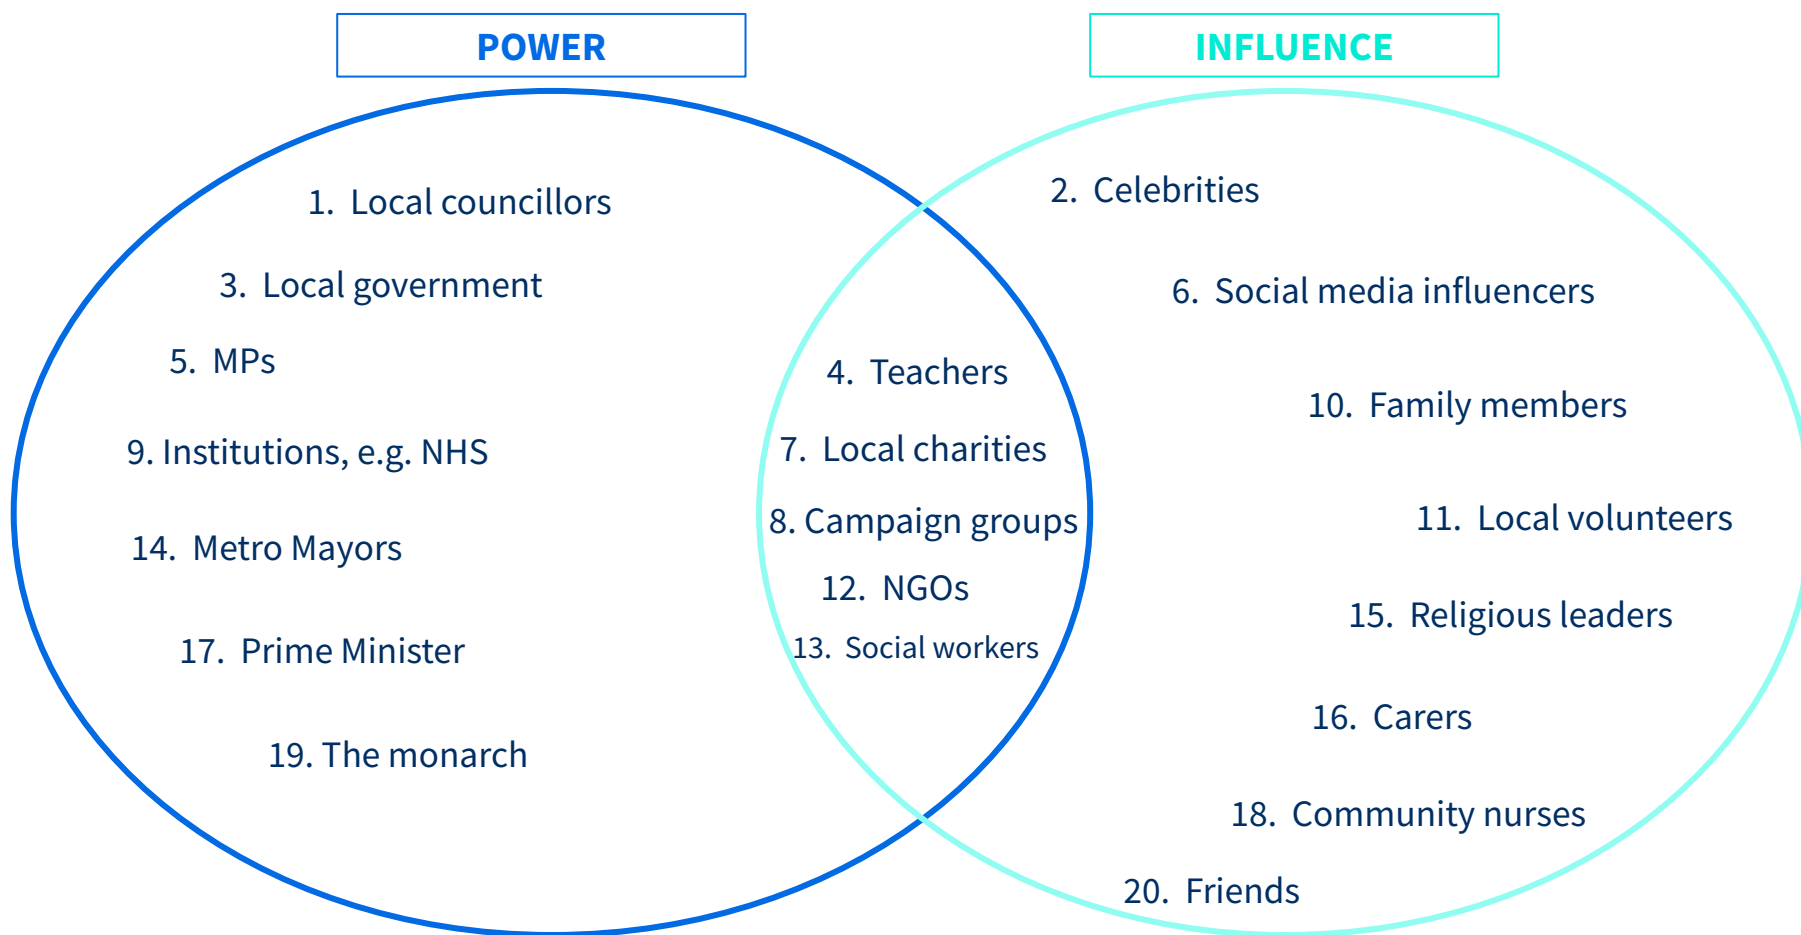 POWER
INFLUENCE
1. Local councillors
3. Local government
5. MPs
9. Institutions, e.g. NHS
14. Metro Mayors
17. Prime Minister
19. The monarch
4. Teachers
7. Local charities
8. Campaign groups
12. NGOs
13. Social workers
2. Celebrities
6. Social media influencers
10. Family members
11. Local volunteers
15. Religious leaders
16. Carers
18. Community nurses
20. Friends